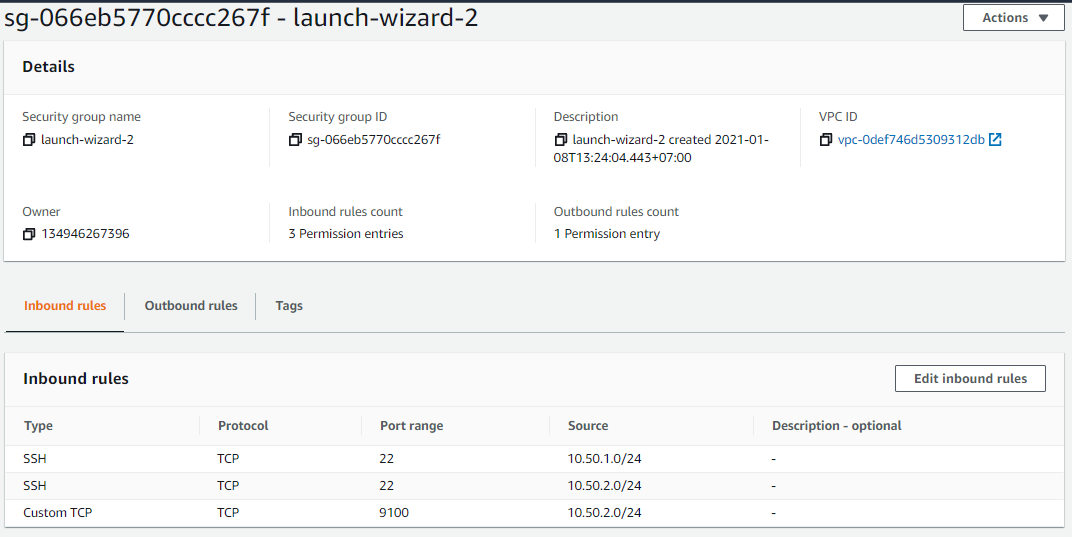 sg-066eb5770cccc267f - launch-wizard-2
Actions
Details
Security group name
launch-wizard-2
Security group ID
sg-066eb5770cccc267f
Description
launch-wizard-2 created 2021-01-
08T13:24:04.443+07:00
VPC ID
vpc-0def746d5309312db
Owner
134946267396
Inbound rules count
3 Permission entries
Outbound rules count
1 Permission entry
Inbound rules Outbound rules Tags
Inbound rules
Edit inbound rules
Type Protocol Port range Source Description - optional
SSH TCP 22 10.50.1.0/24 -
SSH TCP 22 10.50.2.0/24 -
Custom TCP TCP 9100 10.50.2.0/24 -